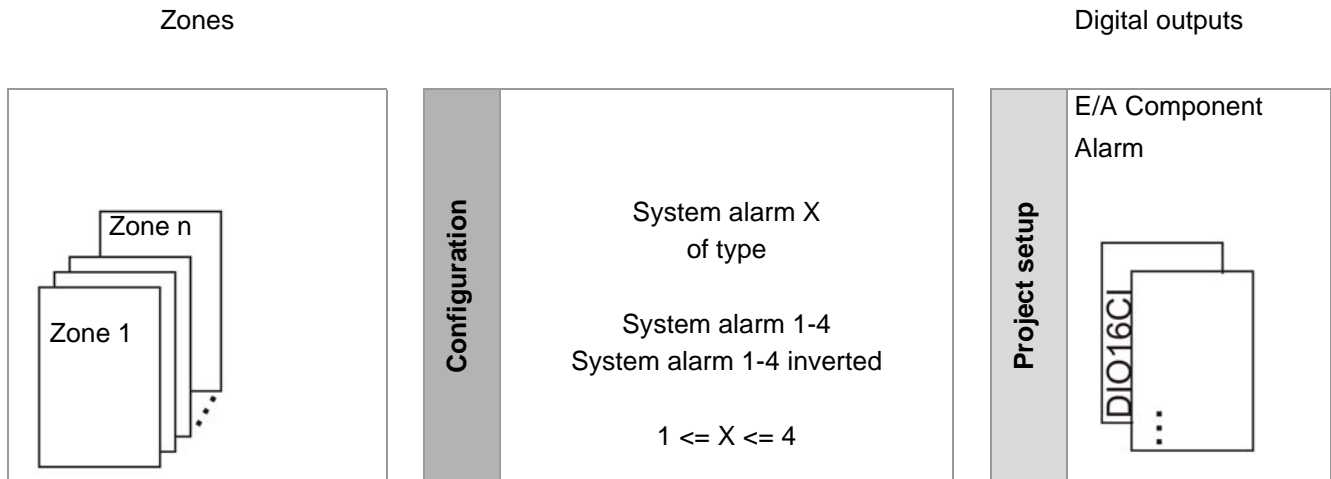 Zones
Digital outputs
Zone n
Zone 1
Configuration
System alarm X
of type
System alarm 1-4
System alarm 1-4 inverted
1 <= X <= 4
Project setup
E/A Component
Alarm
DIO16CI